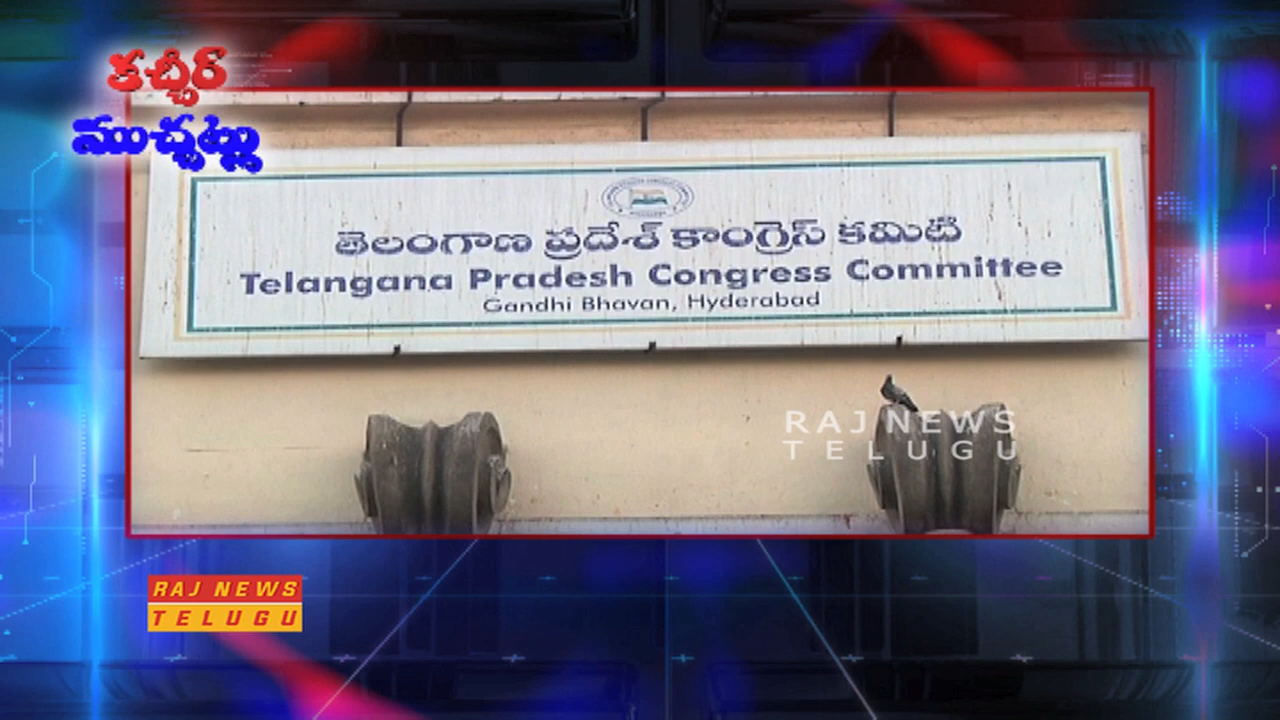 కచ్చీర్
ముచ్చట్లు
తెలంగాణ ప్రదేశ్ కాంగ్రెస్ కమిటీ
Telangana Pradesh Congress Committee
Gandhi Bhavan, Hyderabad
RAJ NEWS
TELUGU
RAJ NEWS
TELUGU